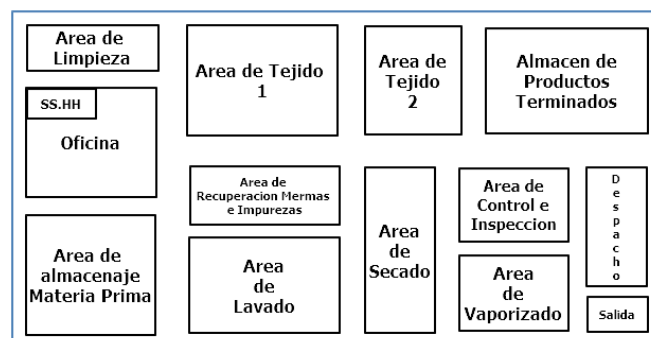 Area de
Limpieza
SS.HH
Oficina
Area de
almacenaje
Materia Prima
Area de Tejido
1
Area de
Tejido
2
Almacen de
Productos
Terminados
Area de
Recuperacion Mermas
e Impurezas
Area
de
Lavado
Area
de
Secado
Area de
Control e
Inspeccion
Area
de
Vaporizado
Despacho
Salida